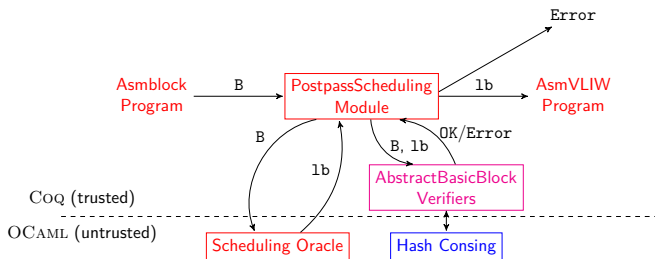 Error
Asmblock
Program
B
PostpassScheduling
Module
lb
AsmVLIW
Program
B
lb
B, lb
OK/Error
AbstractBasicBlock
Verifiers
COQ (trusted)
OCAML (untrusted)
Scheduling Oracle
Hash Consing